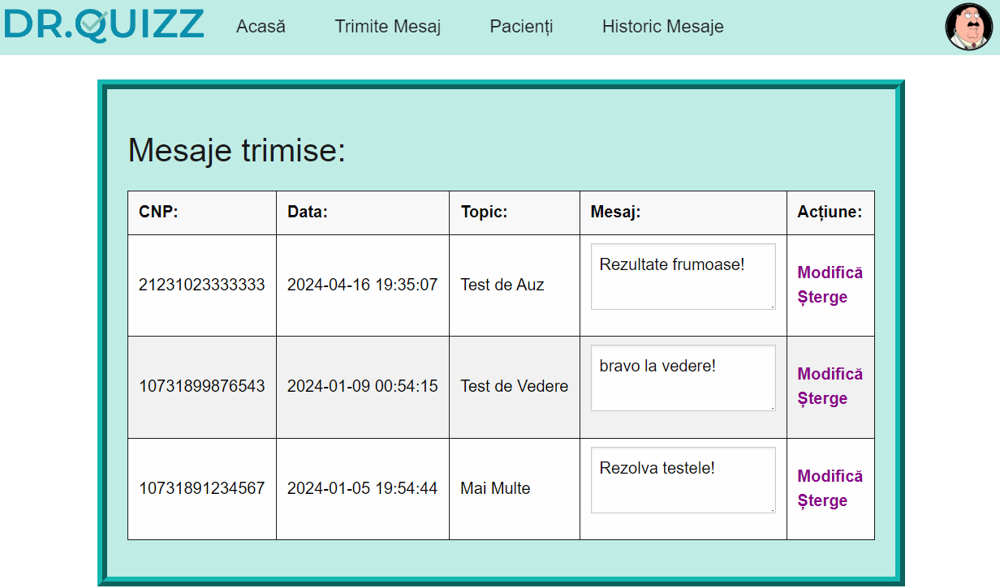 DR.QUIZZ Acasă Trimite Mesaj Pacienți Historic Mesaje
Mesaje trimise:
CNP: Data: Topic: Mesaj: Acțiune:
21231023333333 2024-04-16 19:35:07 Test de Auz Rezultate frumoase! Modifică
Șterge
10731899876543 2024-01-09 00:54:15 Test de Vedere bravo la vedere! Modifică
Șterge
10731891234567 2024-01-05 19:54:44 Mai Multe Rezolva testele! Modifică
Șterge